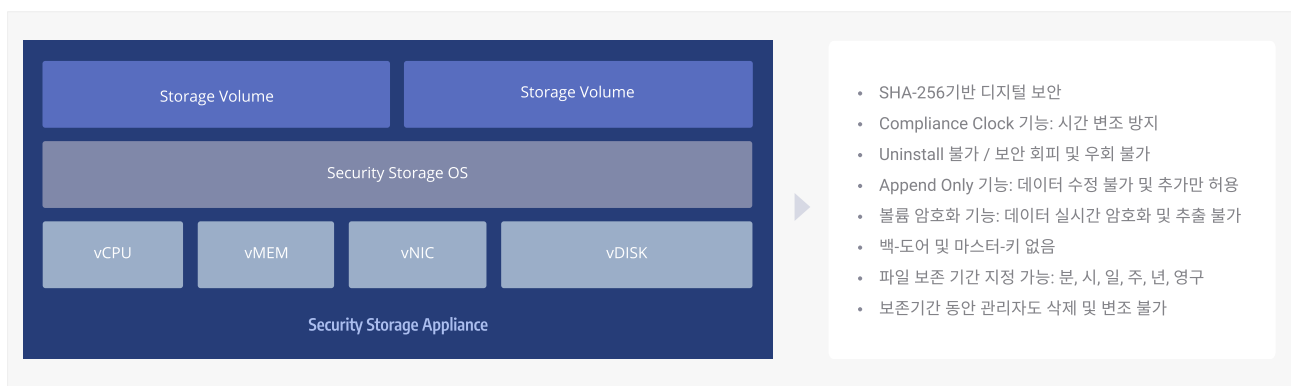 Storage Volume
Storage Volume
Security Storage OS
vCPU
vMEM
vNIC
vDISK
Security Storage Appliance
• SHA-256기반 디지털 보안
• Compliance Clock 기능: 시간 변조 방지
• Uninstall 불가 / 보안 회피 및 우회 불가
• Append Only 기능: 데이터 수정 불가 및 추가만 허용
• 볼륨 암호화 기능: 데이터 실시간 암호화 및 추출 불가
• 백-도어 및 마스터-키 없음
• 파일 보존 기간 지정 가능: 분, 시, 일, 주, 년, 영구
• 보존기간 동안 관리자도 삭제 및 변조 불가